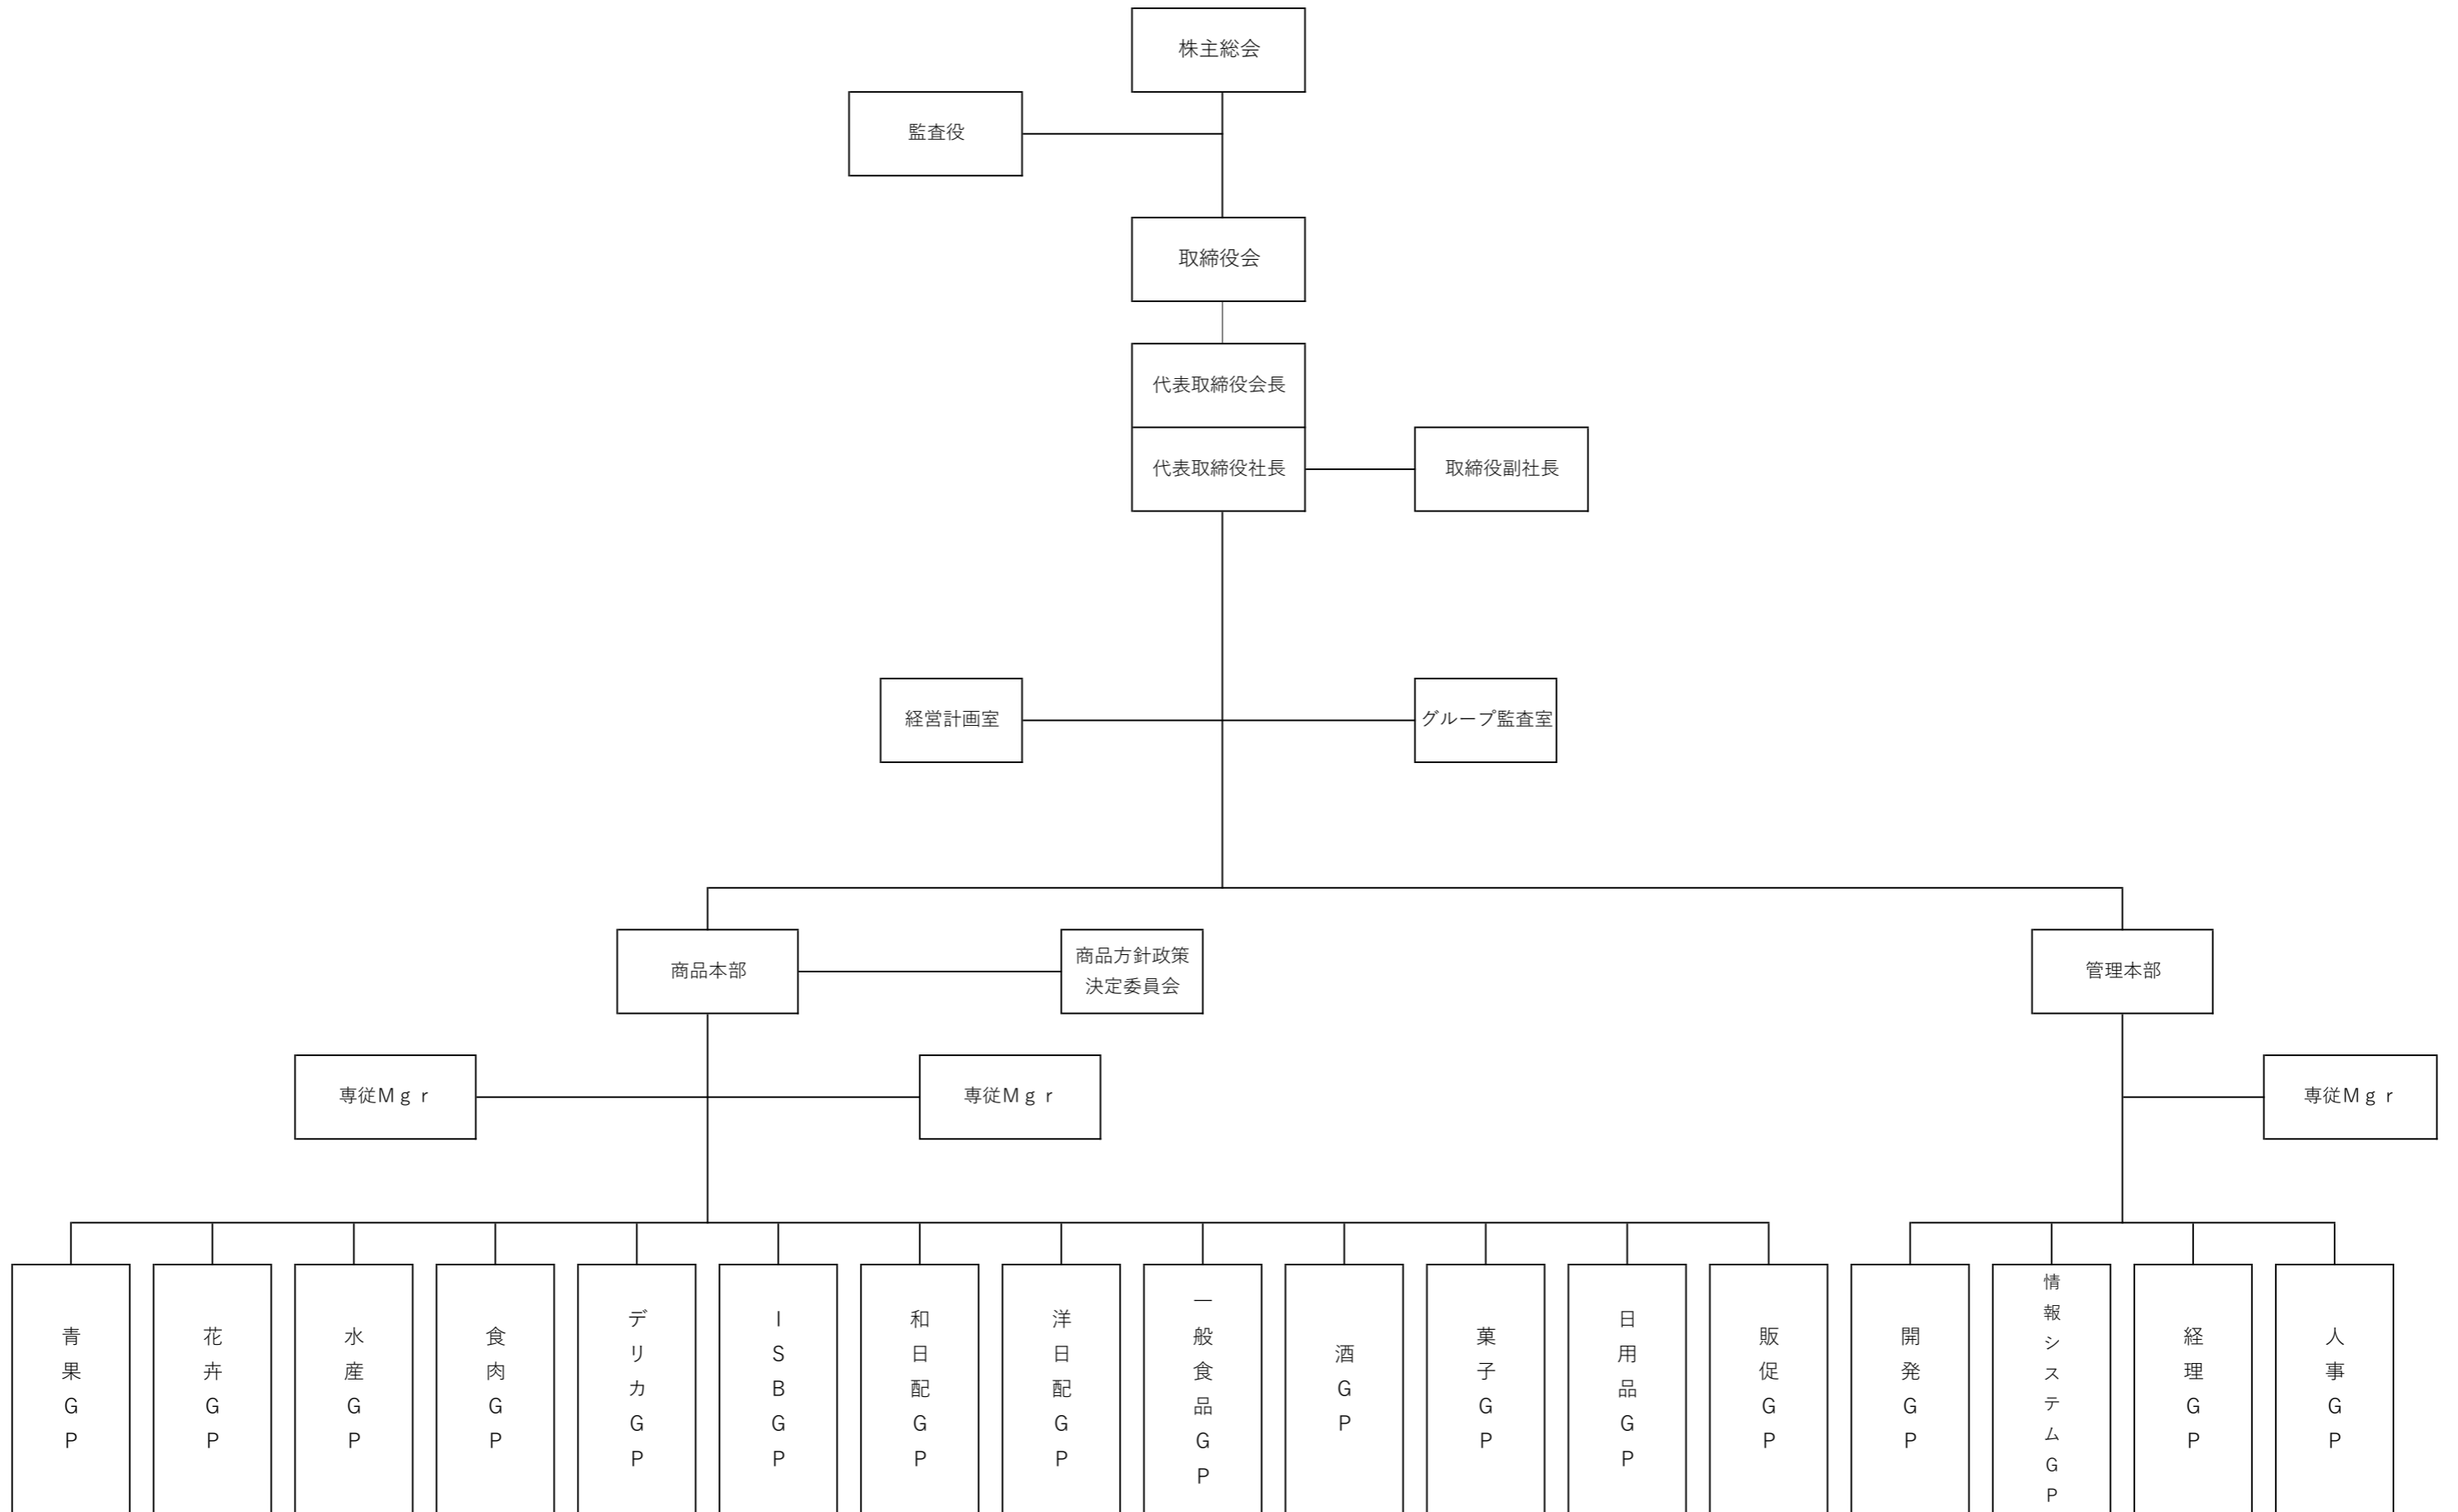 株主総会
監査役
取締役会
代表取締役会長
代表取締役社長
取締役副社長
経営計画室
グループ監査室
商品本部
商品方針政策
決定委員会
管理本部
専従Ｍｇｒ
専従Ｍｇｒ
専従Ｍｇｒ
青果ＧＰ
花卉ＧＰ
水産ＧＰ
食肉ＧＰ
デリカＧＰ
ＩＳＢＧＰ
和日配ＧＰ
洋日配ＧＰ
一般食品ＧＰ
酒ＧＰ
菓子ＧＰ
日用品ＧＰ
販促ＧＰ
開発ＧＰ
情報システムＧＰ
経理ＧＰ
人事ＧＰ